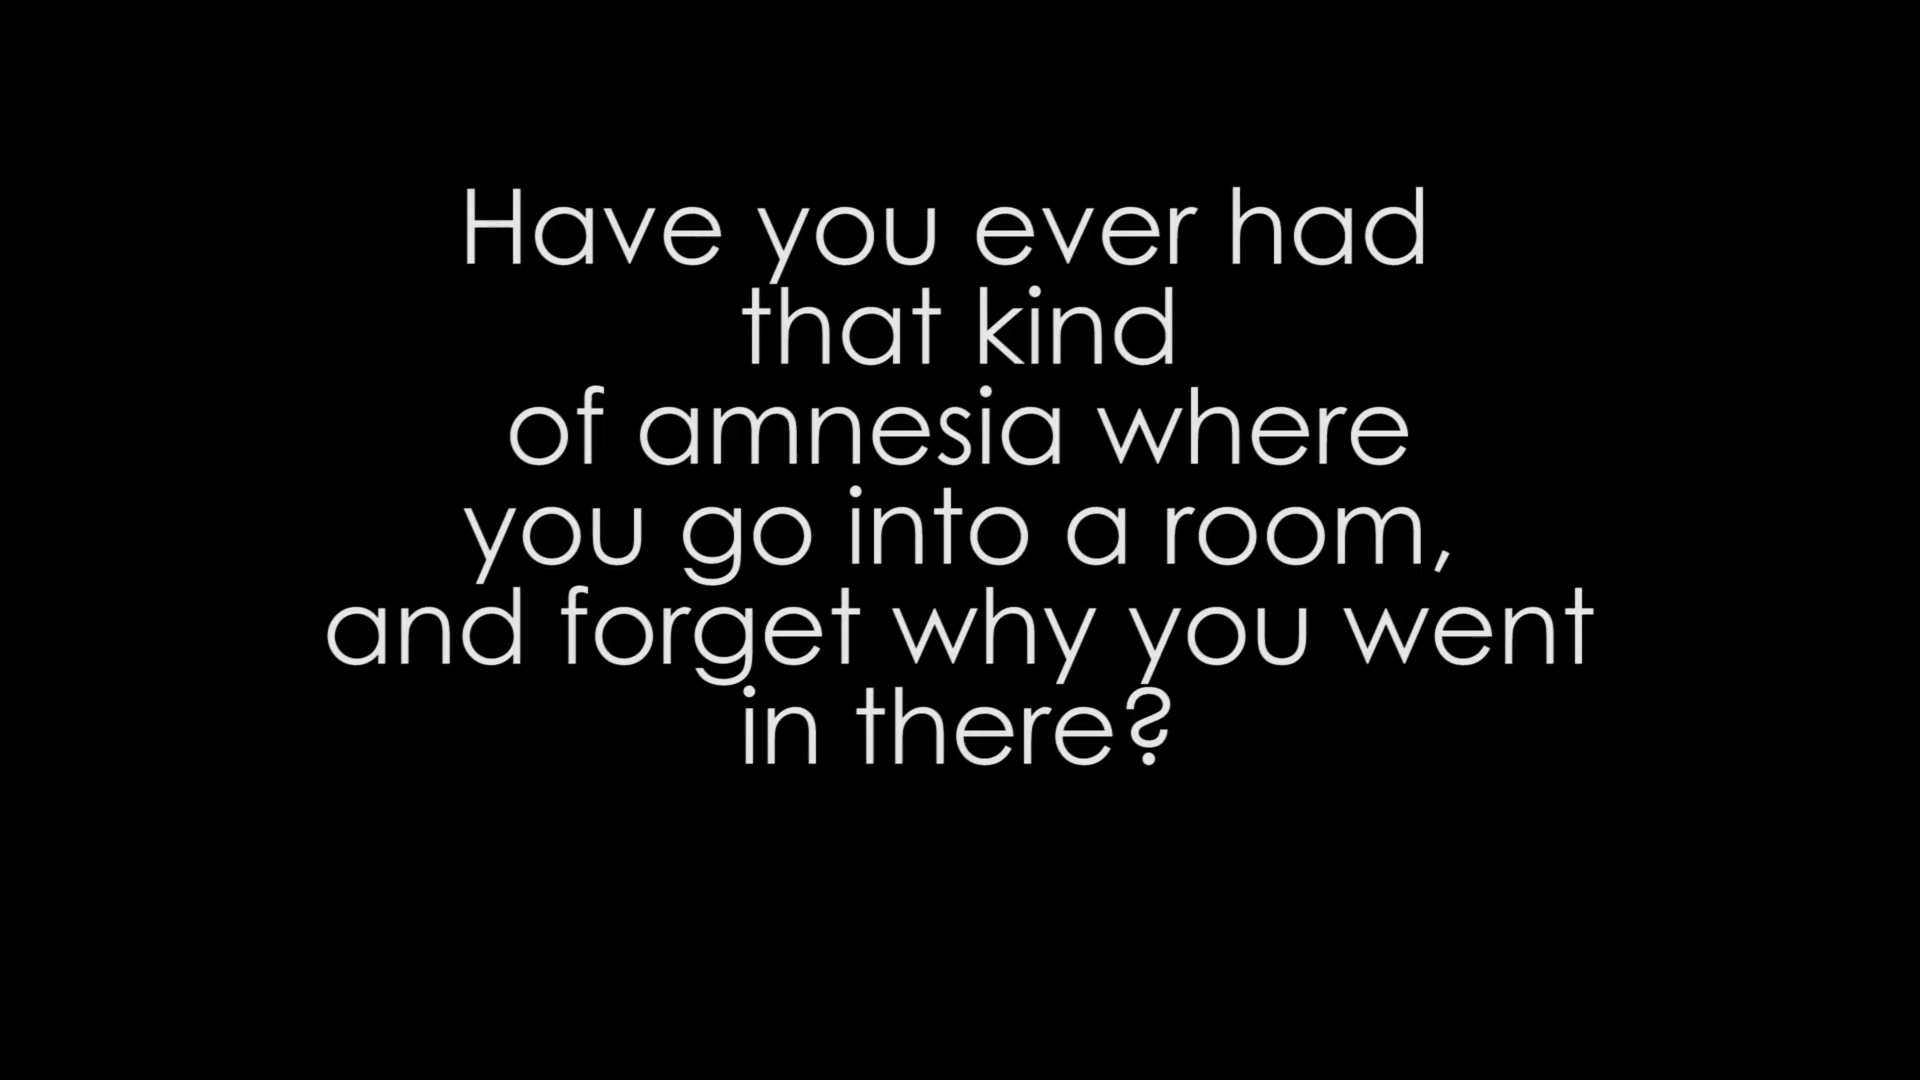 Have you ever had
that kind
of amnesia where
you go into a room,
and forget why you went
in there?